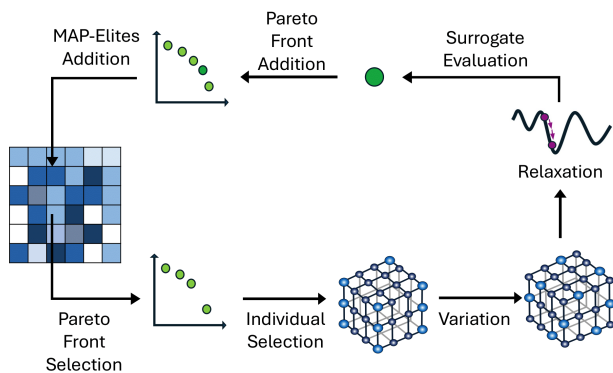 MAP-Elites
Addition
Pareto
Front
Addition
Surrogate
Evaluation
Relaxation
Pareto
Front
Selection
Individual
Selection
Variation